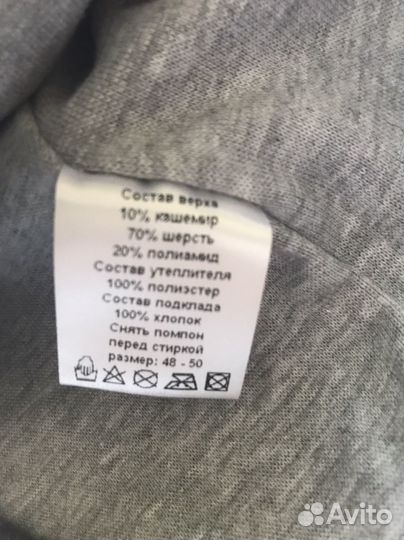 Состав верха
10% кашемир
70% шерсть
20% полиамид
Состав утеплителя
100% полиэстер
Состав подклада
100% хлопок
Снять помпон
перед стиркой
размер: 48 - 50
Avito